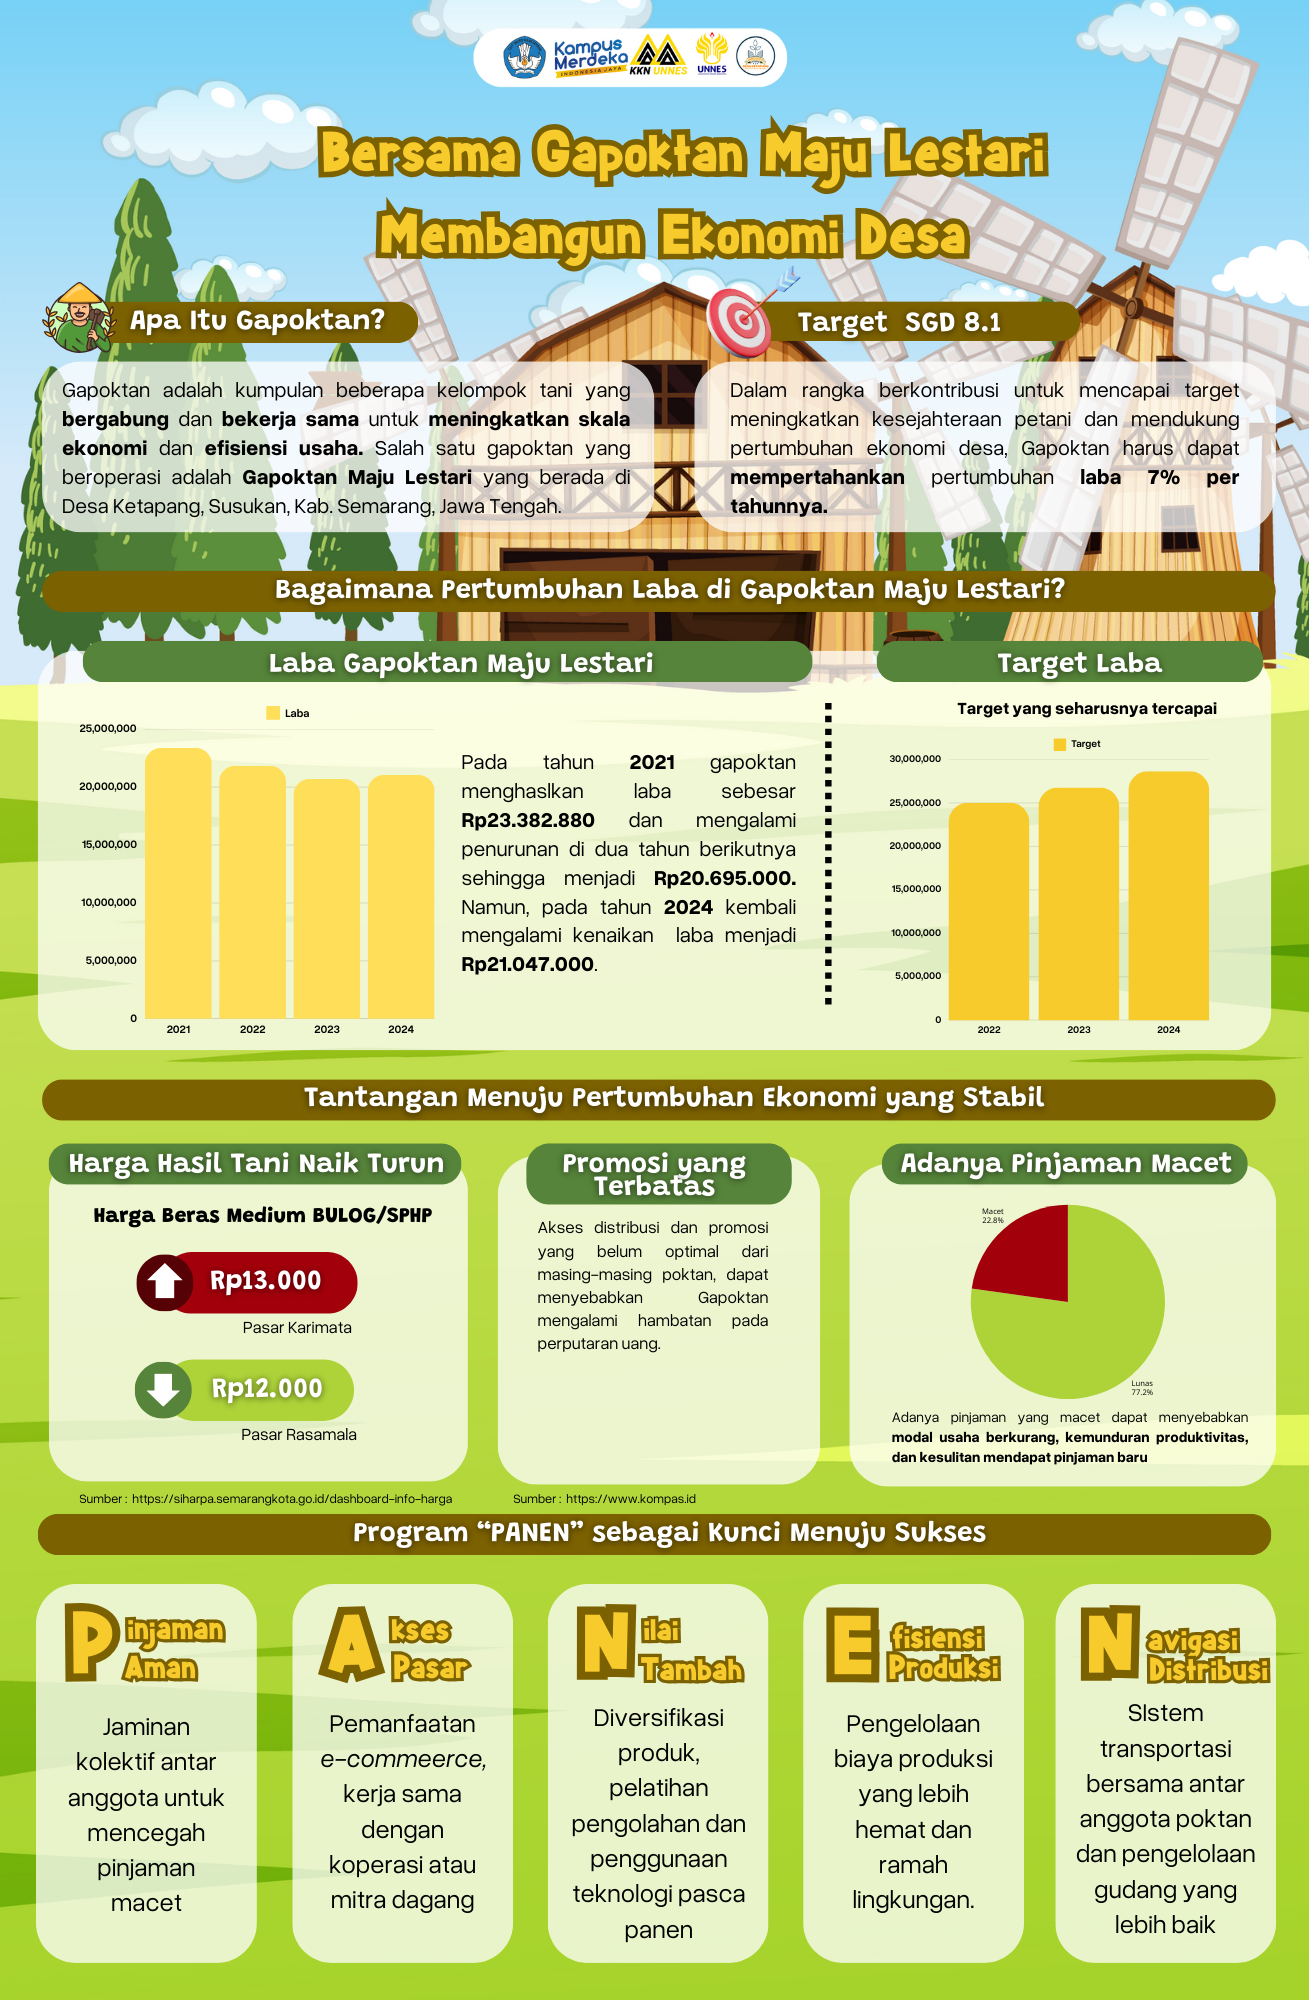 Kampus
Merdeka
INDONESIA JAYA
KKN UNNES
UNNES
Bersama Gapoktan Maju Lestari
Membangun Ekonomi Desa
Apa Itu Gapoktan?
Gapoktan adalah kumpulan beberapa kelompok tani yang
bergabung dan bekerja sama untuk meningkatkan skala
ekonomi dan efisiensi usaha. Salah satu gapoktan yang
beroperasi adalah Gapoktan Maju Lestari yang berada di
Desa Ketapang, Susukan, Kab. Semarang, Jawa Tengah.
Target SGD 8.1
Dalam rangka berkontribusi untuk mencapai target
meningkatkan kesejahteraan petani dan mendukung
pertumbuhan ekonomi desa, Gapoktan harus dapat
mempertahankan pertumbuhan laba 7% per
tahunnya.
Bagaimana Pertumbuhan Laba di Gapoktan Maju Lestari?
Laba Gapoktan Maju Lestari
Laba
25,000,000
20,000,000
15,000,000
10,000,000
5,000,000
0
2021 2022 2023 2024
Pada tahun 2021 gapoktan
menghaslkan laba sebesar
Rp23.382.880 dan mengalami
penurunan di dua tahun berikutnya
sehingga menjadi Rp20.695.000.
Namun, pada tahun 2024 kembali
mengalami kenaikan laba menjadi
Rp21.047.000.
Target Laba
Target yang seharusnya tercapai
Target
30,000,000
25,000,000
20,000,000
15,000,000
10,000,000
5,000,000
0
2022 2023 2024
Tantangan Menuju Pertumbuhan Ekonomi yang Stabil
Harga Hasil Tani Naik Turun
Harga Beras Medium BULOG/SPHP
Rp13.000
Pasar Karimata
Rp12.000
Pasar Rasamala
Sumber : https://siharpa.semarangkota.go.id/dashboard-info-harga
Promosi yang
Terbatas
Akses distribusi dan promosi
yang belum optimal dari
masing-masing poktan, dapat
menyebabkan Gapoktan
mengalami hambatan pada
perputaran uang.
Sumber : https://www.kompas.id
Adanya Pinjaman Macet
Macet
22.8%
Lunas
77.2%
Adanya pinjaman yang macet dapat menyebabkan
modal usaha berkurang, kemunduran produktivitas,
dan kesulitan mendapat pinjaman baru
Program “PANEN” sebagai Kunci Menuju Sukses
Pinjaman
Aman
Jaminan
kolektif antar
anggota untuk
mencegah
pinjaman
macet
Akses
Pasar
Pemanfaatan
e-commeerce,
kerja sama
dengan
koperasi atau
mitra dagang
Nilai
Tambah
Diversifikasi
produk,
pelatihan
pengolahan dan
penggunaan
teknologi pasca
panen
Efisiensi
Produksi
Pengelolaan
biaya produksi
yang lebih
hemat dan
ramah
lingkungan.
Navigasi
Distribusi
SIstem
transportasi
bersama antar
anggota poktan
dan pengelolaan
gudang yang
lebih baik